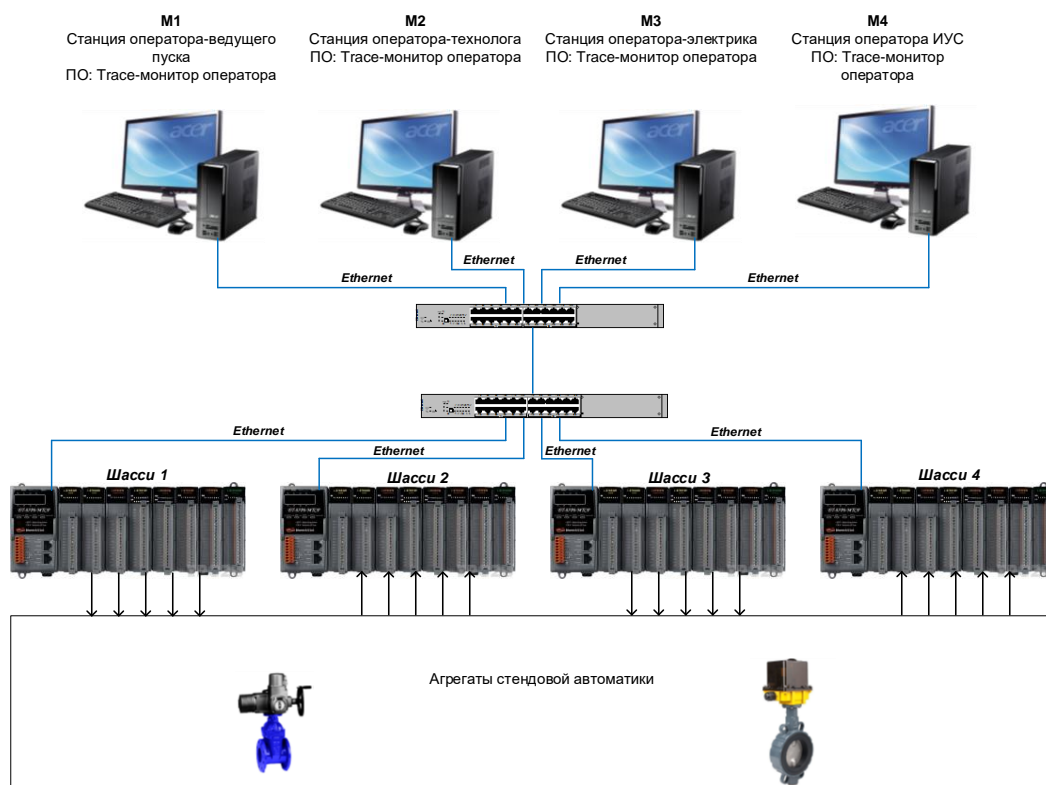 М1
Станция оператора-ведущего
пуска
ПО: Trace-монитор оператора
М2
Станция оператора-технолога
ПО: Trace-монитор оператора
М3
Станция оператора-электрика
ПО: Trace-монитор оператора
М4
Станция оператора ИУС
ПО: Trace-монитор
оператора
acer
acer
acer
acer
Ethernet
Ethernet
Ethernet
Ethernet
Ethernet
Ethernet
Ethernet
Ethernet
Шасси 1
Шасси 2
Шасси 3
Шасси 4
Агрегаты стендовой автоматики